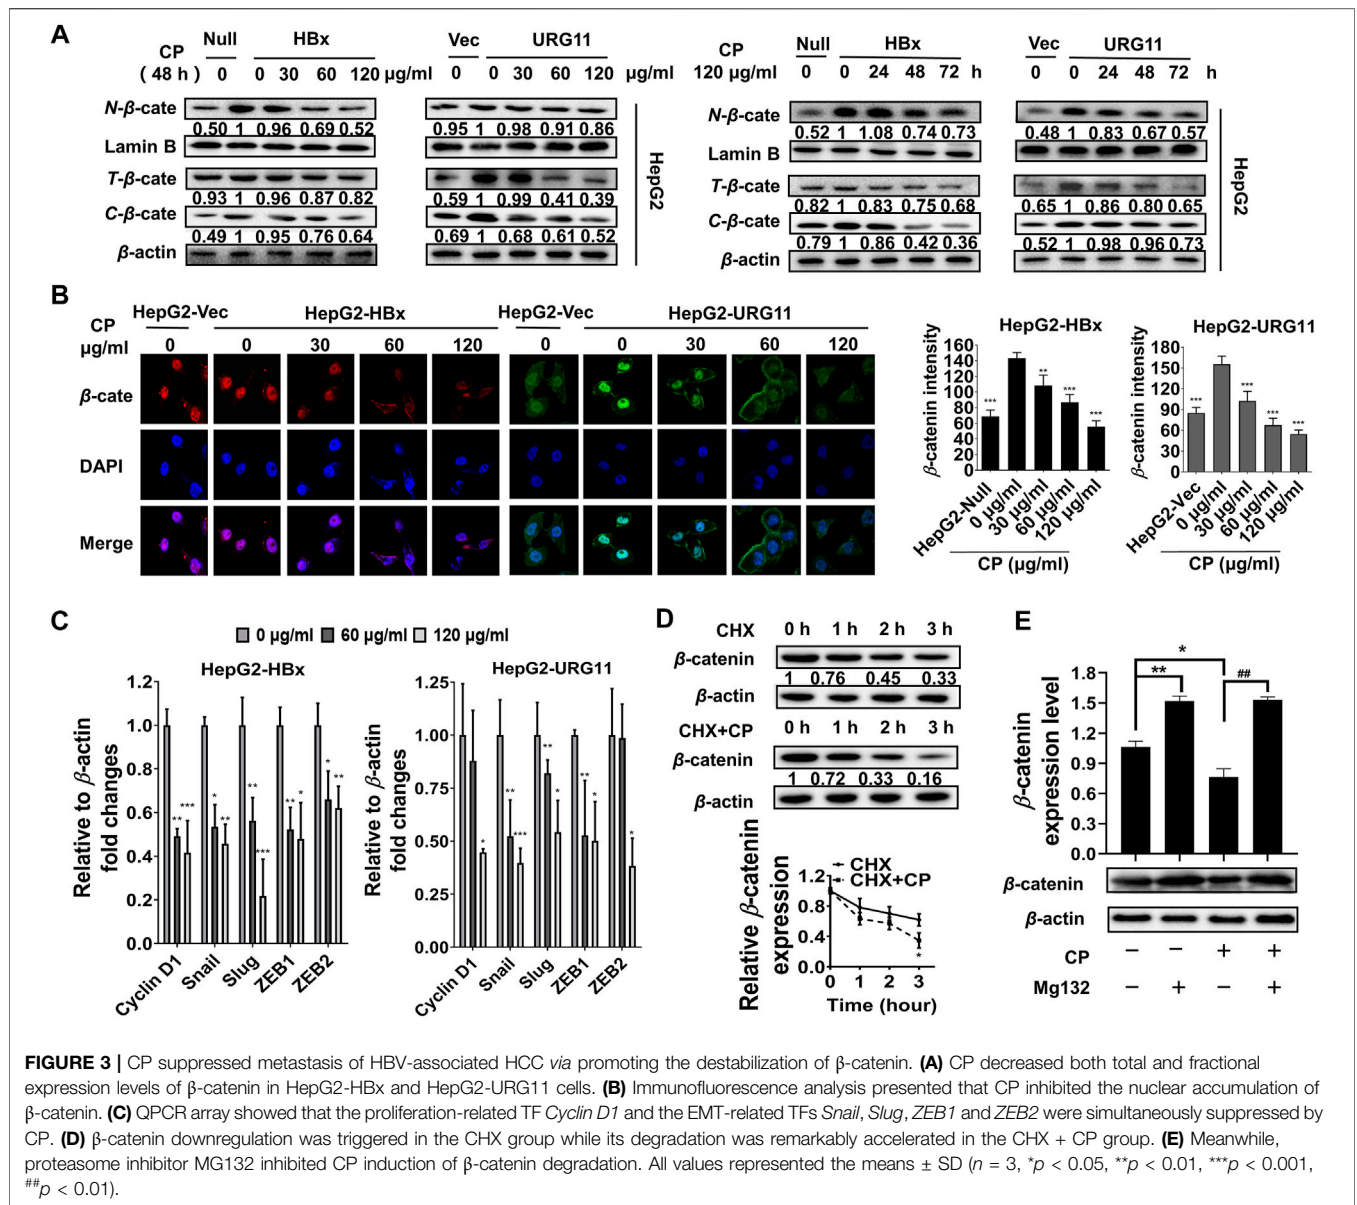 A
CP
( 48 h )
Null HBx
0 0 30 60 120 µg/ml
Vec URG11
0 0 30 60 120 µg/ml
N-β-cate
0.50 1 0.96 0.69 0.52
0.95 1 0.98 0.91 0.86
Lamin B
T-β-cate
0.93 1 0.96 0.87 0.82
0.59 1 0.99 0.41 0.39
C-β-cate
0.49 1 0.95 0.76 0.64
0.69 1 0.68 0.61 0.52
β-actin
HepG2
CP
120 µg/ml
Null HBx
0 0 24 48 72 h
Vec URG11
0 0 24 48 72 h
N-β-cate
0.52 1 1.08 0.74 0.73
0.48 1 0.83 0.67 0.57
Lamin B
T-β-cate
0.82 1 0.83 0.75 0.68
0.65 1 0.86 0.80 0.65
C-β-cate
0.79 1 0.86 0.42 0.36
0.52 1 0.98 0.96 0.73
β-actin
HepG2
B
CP
µg/ml
HepG2-Vec HepG2-HBx HepG2-Vec HepG2-URG11
0 0 30 60 120 0 0 30 60 120
β-cate
DAPI
Merge
HepG2-HBx
β-catenin intensity
160
140
120
100
80
60
40
20
0
*** ** *** ***
HepG2-Null
0 µg/ml
30 µg/ml
60 µg/ml
120 µg/ml
CP (µg/ml)
HepG2-URG11
β-catenin intensity
180
150
120
90
60
30
0
*** *** *** ***
HepG2-Vec
0 µg/ml
30 µg/ml
60 µg/ml
120 µg/ml
CP (µg/ml)
C
0 µg/ml 60 µg/ml 120 µg/ml
HepG2-HBx
Relative to β-actin
fold changes
1.2
1.0
0.8
0.6
0.4
0.2
0.0
** *** * ** ** *** ** * * **
Cyclin D1
Snail
Slug
ZEB1
ZEB2
HepG2-URG11
Relative to β-actin
fold changes
1.25
1.00
0.75
0.50
0.25
0.00
* ** *** ** * ** * *
Cyclin D1
Snail
Slug
ZEB1
ZEB2
D
CHX 0 h 1 h 2 h 3 h
β-catenin
1 0.76 0.45 0.33
β-actin
CHX+CP 0 h 1 h 2 h 3 h
β-catenin
1 0.72 0.33 0.16
β-actin
Relative β-catenin
expression
1.2
0.8
0.4
0.0
CHX
CHX+CP
*
0 1 2 3
Time (hour)
E
β-catenin
expression level
1.8
1.5
1.2
0.9
0.6
0.3
0.0
*
**
##
β-catenin
β-actin
CP − − + +
Mg132 − + − +
FIGURE 3 | CP suppressed metastasis of HBV-associated HCC via promoting the destabilization of β-catenin. (A) CP decreased both total and fractional
expression levels of β-catenin in HepG2-HBx and HepG2-URG11 cells. (B) Immunofluorescence analysis presented that CP inhibited the nuclear accumulation of
β-catenin. (C) QPCR array showed that the proliferation-related TF Cyclin D1 and the EMT-related TFs Snail, Slug, ZEB1 and ZEB2 were simultaneously suppressed by
CP. (D) β-catenin downregulation was triggered in the CHX group while its degradation was remarkably accelerated in the CHX + CP group. (E) Meanwhile,
proteasome inhibitor MG132 inhibited CP induction of β-catenin degradation. All values represented the means ± SD (n = 3, *p < 0.05, **p < 0.01, ***p < 0.001,
##p < 0.01).